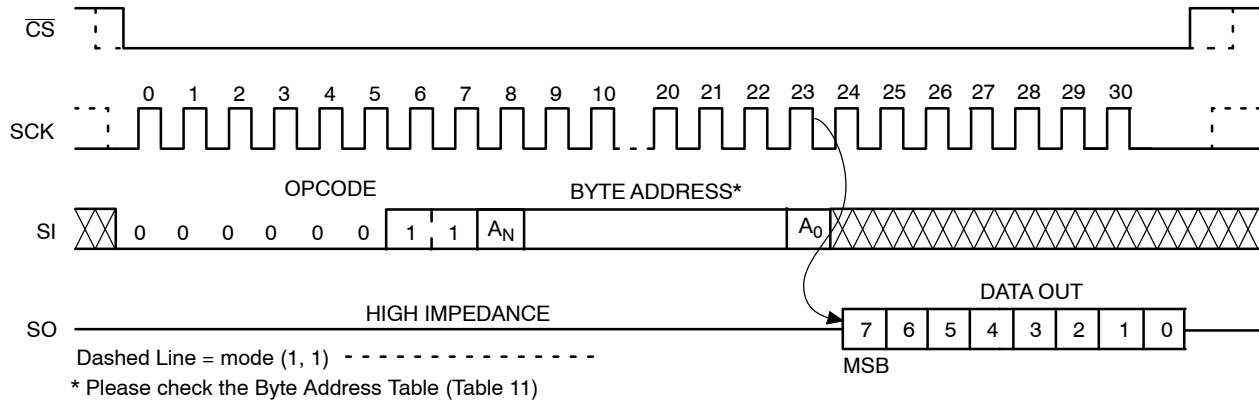 CS
0 1 2 3 4 5 6 7 8 9 10 20 21 22 23 24 25 26 27 28 29 30
SCK
OPCODE BYTE ADDRESS*
SI 0 0 0 0 0 0 1 1 AN A0
DATA OUT
HIGH IMPEDANCE
SO 7 6 5 4 3 2 1 0
Dashed Line = mode (1, 1) - - - - - - - - - - - - - - - -
MSB
* Please check the Byte Address Table (Table 11)